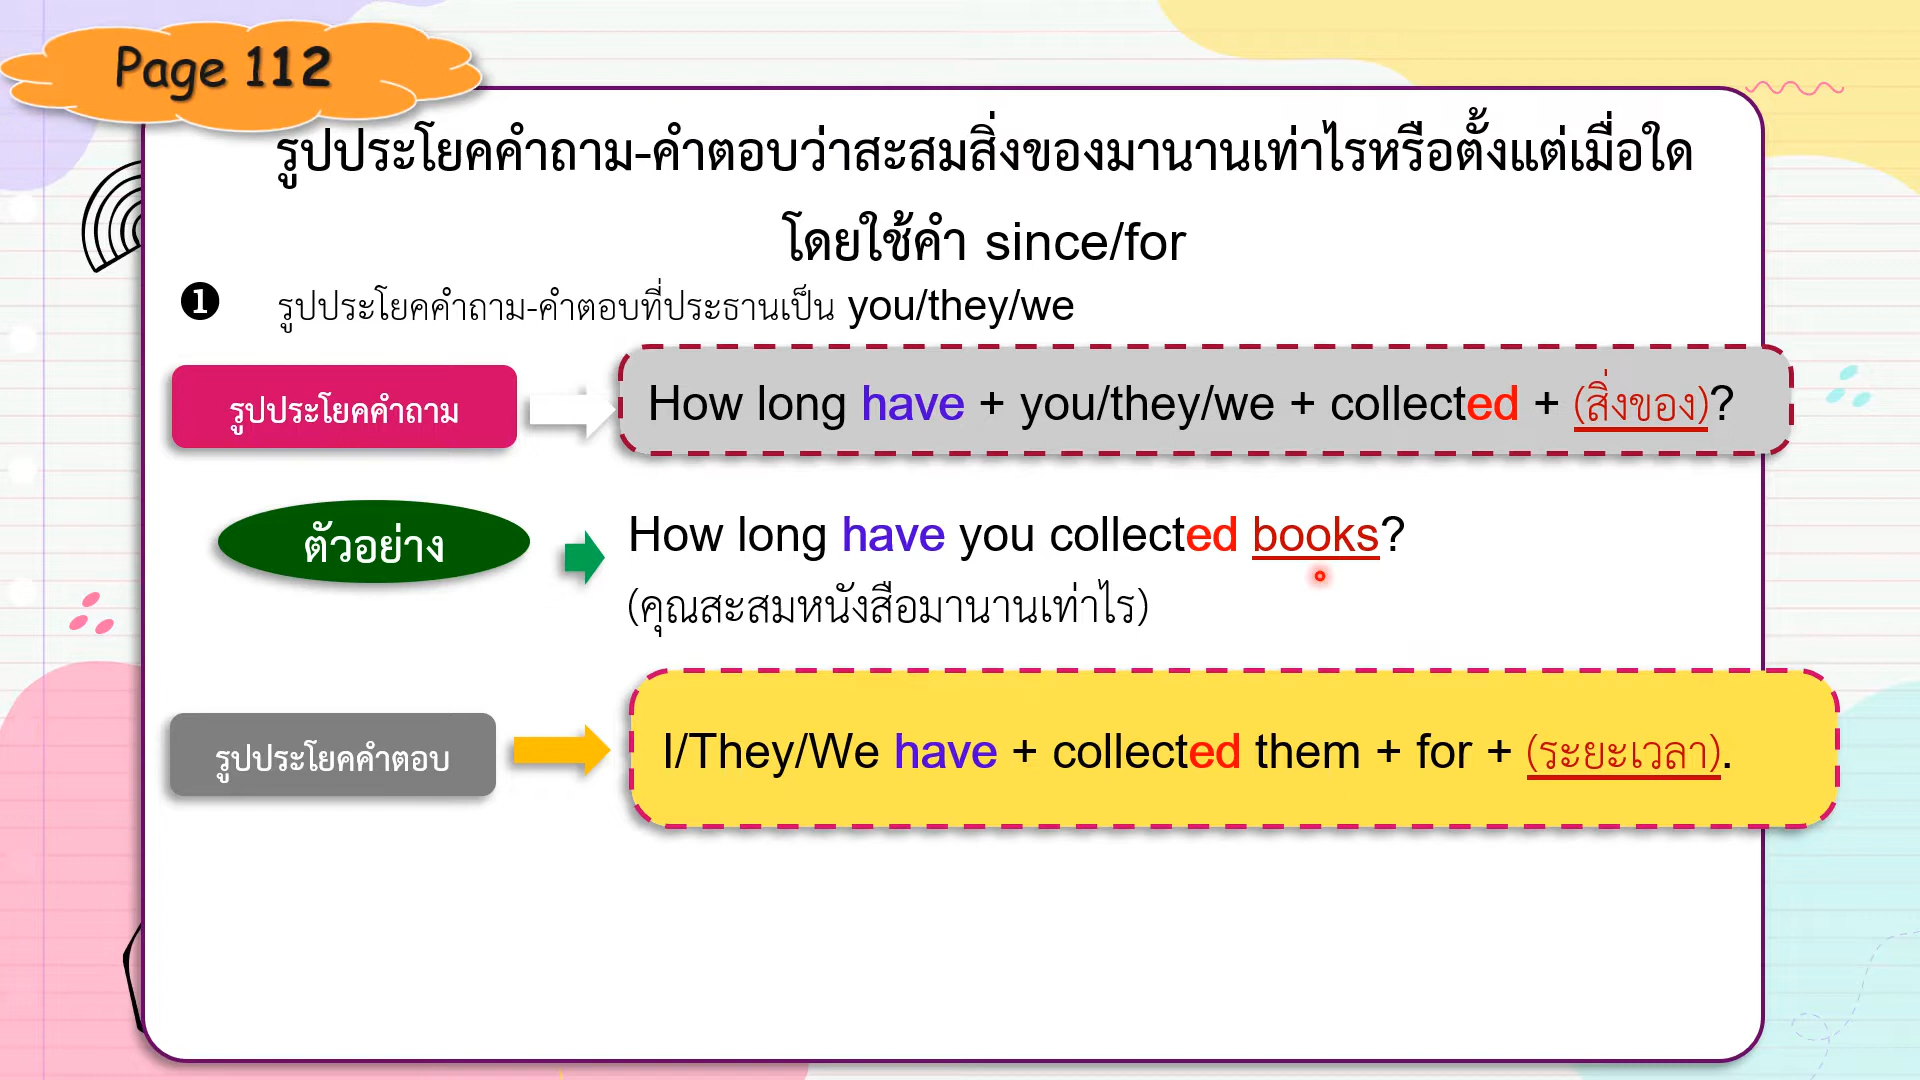 Page 112
รูปประโยคคำถาม-คำตอบว่าสะสมสิ่งของมานานเท่าไรหรือตั้งแต่เมื่อใด
โดยใช้คำ since/for
❶ รูปประโยคคำถาม-คำตอบที่ประธานเป็น you/they/we
รูปประโยคคำถาม
How long have + you/they/we + collected + (สิ่งของ)?
ตัวอย่าง
How long have you collected books?
(คุณสะสมหนังสือมานานเท่าไร)
รูปประโยคคำตอบ
I/They/We have + collected them + for + (ระยะเวลา).